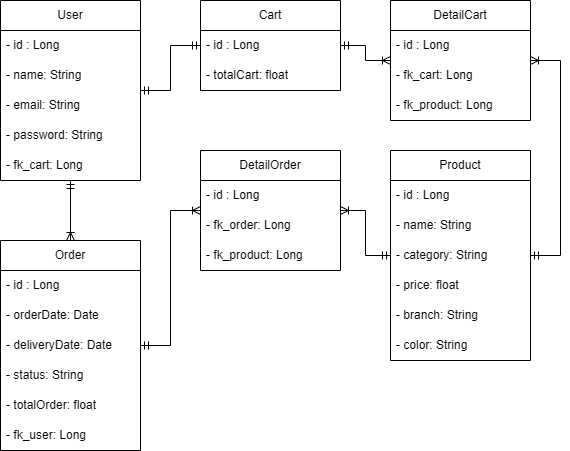 User
- id : Long
- name: String
- email: String
- password: String
- fk_cart: Long
Cart
- id : Long
- totalCart: float
DetailCart
- id : Long
- fk_cart: Long
- fk_product: Long
DetailOrder
- id : Long
- fk_order: Long
- fk_product: Long
Product
- id : Long
- name: String
- category: String
- price: float
- branch: String
- color: String
Order
- id : Long
- orderDate: Date
- deliveryDate: Date
- status: String
- totalOrder: float
- fk_user: Long